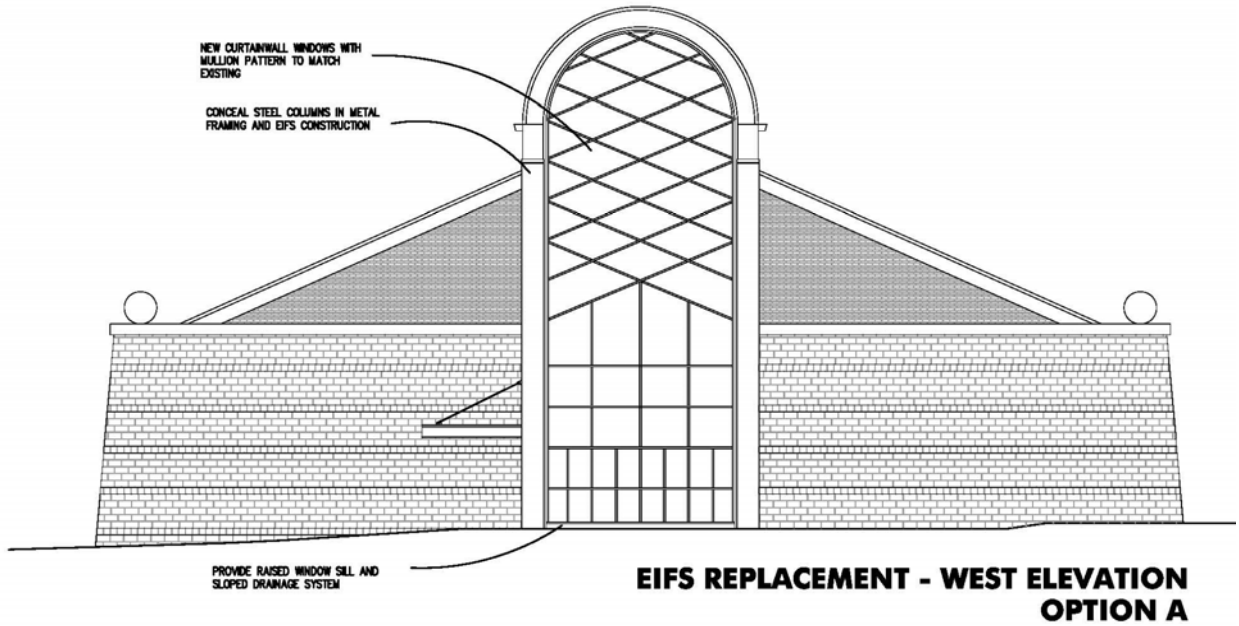 NEW CURTAINWALL WINDOWS WITH
MULLION PATTERN TO MATCH
EXISTING
CONCEAL STEEL COLUMNS IN METAL
FRAMING AND EIFS CONSTRUCTION
PROVIDE RAISED WINDOW SILL AND
SLOPED DRAINAGE SYSTEM
EIFS REPLACEMENT - WEST ELEVATION
OPTION A